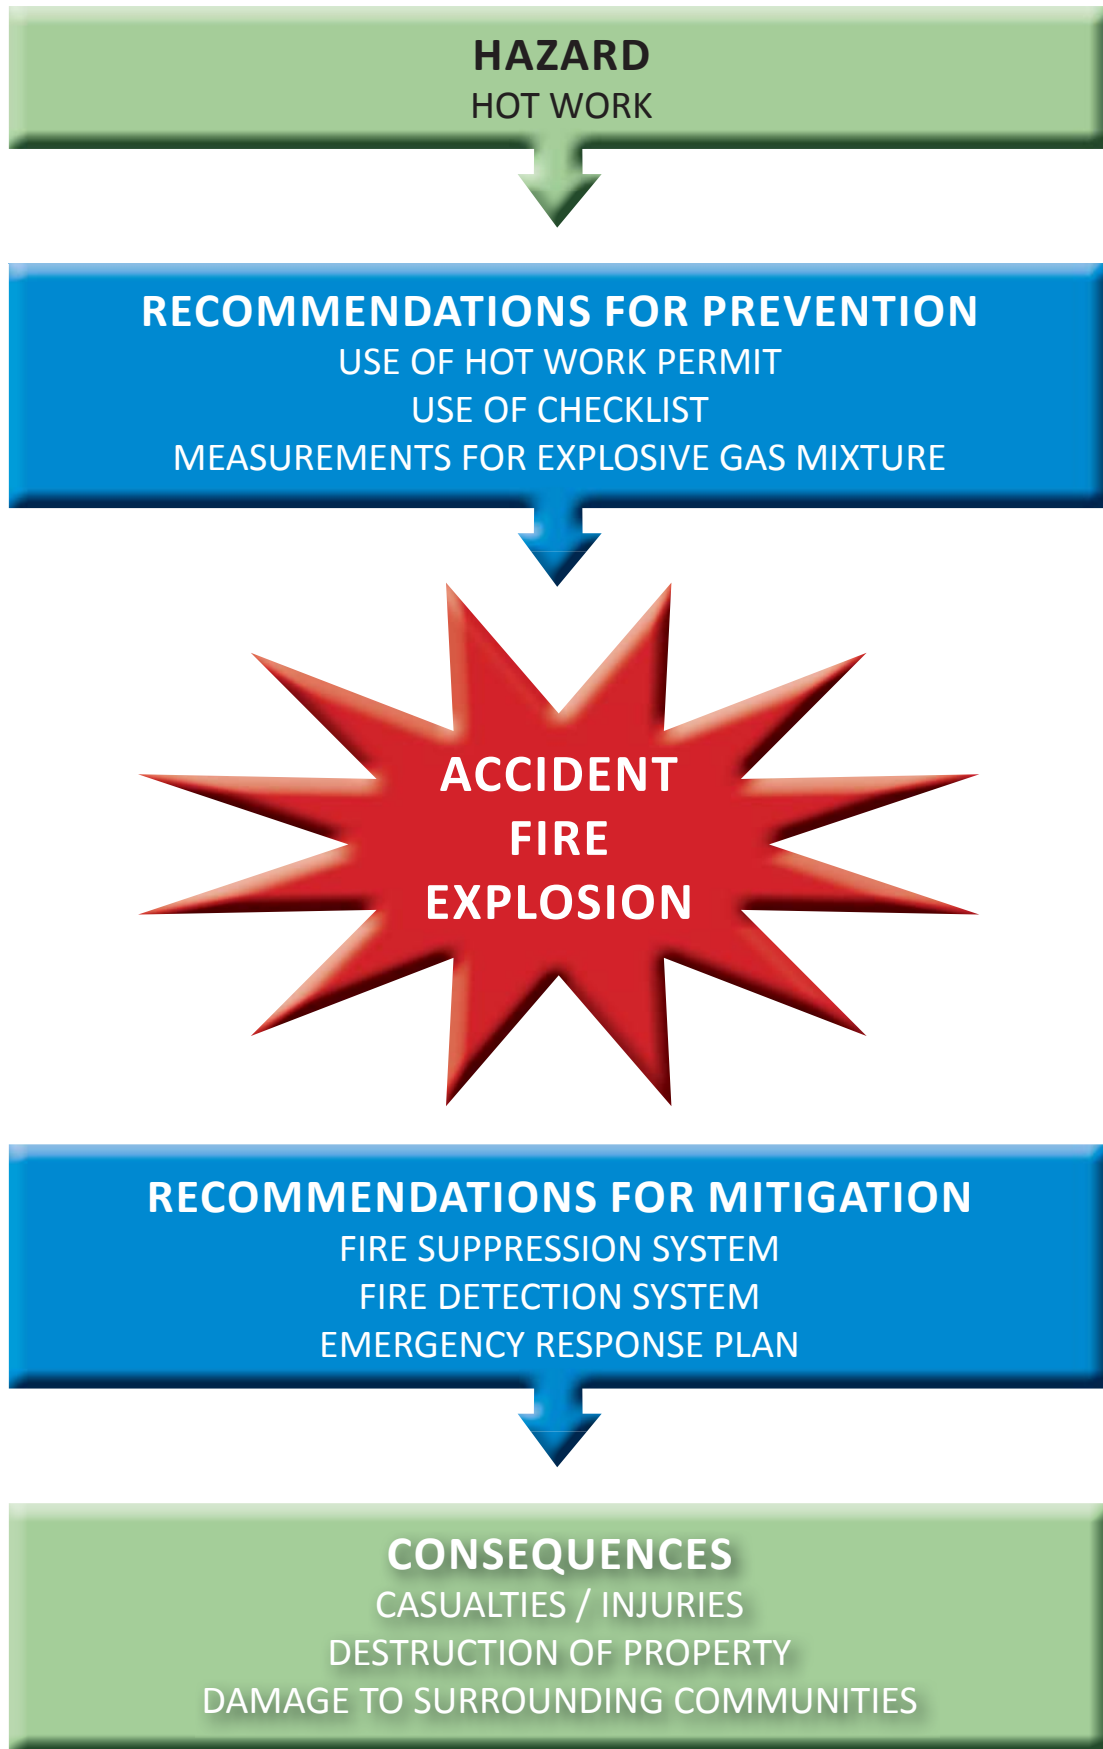 HAZARD
HOT WORK
RECOMMENDATIONS FOR PREVENTION
USE OF HOT WORK PERMIT
USE OF CHECKLIST
MEASUREMENTS FOR EXPLOSIVE GAS MIXTURE
ACCIDENT
FIRE
EXPLOSION
RECOMMENDATIONS FOR MITIGATION
FIRE SUPPRESSION SYSTEM
FIRE DETECTION SYSTEM
EMERGENCY RESPONSE PLAN
CONSEQUENCES
CASUALTIES / INJURIES
DESTRUCTION OF PROPERTY
DAMAGE TO SURROUNDING COMMUNITIES